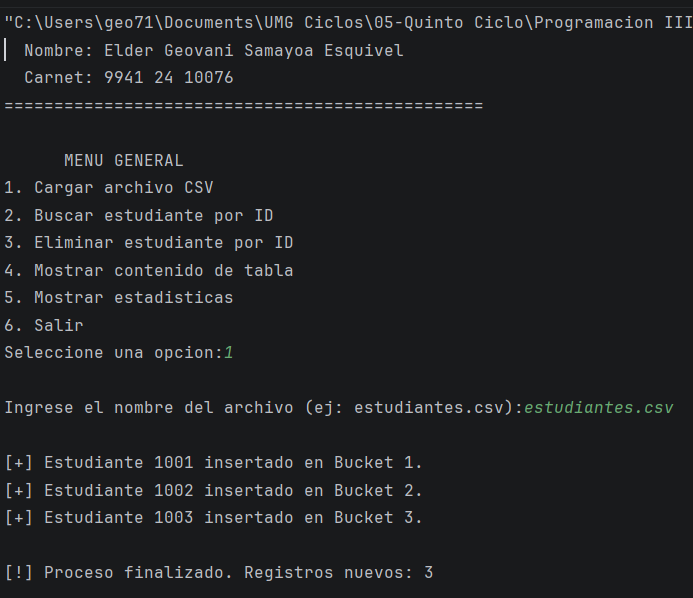 "C:\Users\geo71\Documents\UMG Ciclos\05-Quinto Ciclo\Programacion III
Nombre: Elder Geovani Samayoa Esquivel
Carnet: 9941 24 10076
================================================
MENU GENERAL
1. Cargar archivo CSV
2. Buscar estudiante por ID
3. Eliminar estudiante por ID
4. Mostrar contenido de tabla
5. Mostrar estadisticas
6. Salir
Seleccione una opcion:1
Ingrese el nombre del archivo (ej: estudiantes.csv):estudiantes.csv
[+] Estudiante 1001 insertado en Bucket 1.
[+] Estudiante 1002 insertado en Bucket 2.
[+] Estudiante 1003 insertado en Bucket 3.
[!] Proceso finalizado. Registros nuevos: 3